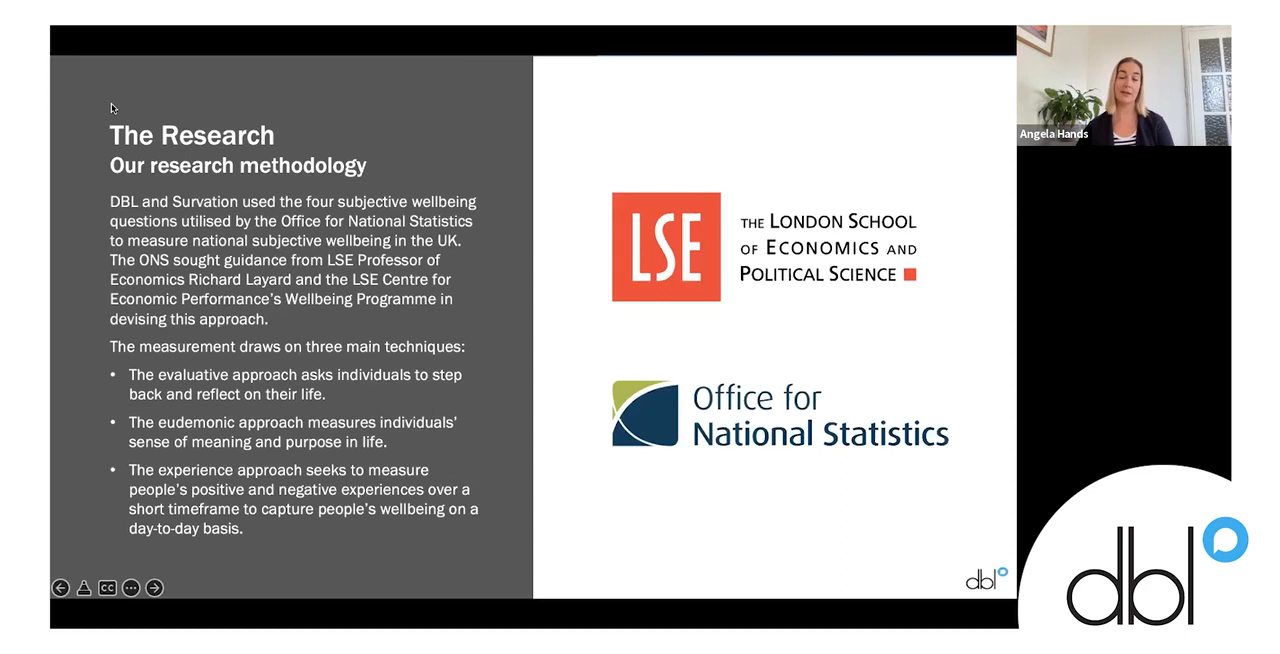 The Research
Our research methodology
DBL and Survation used the four subjective wellbeing
questions utilised by the Office for National Statistics
to measure national subjective wellbeing in the UK.
The ONS sought guidance from LSE Professor of
Economics Richard Layard and the LSE Centre for
Economic Performance’s Wellbeing Programme in
devising this approach.
The measurement draws on three main techniques:
• The evaluative approach asks individuals to step
back and reflect on their life.
• The eudemonic approach measures individuals’
sense of meaning and purpose in life.
• The experience approach seeks to measure
people’s positive and negative experiences over a
short timeframe to capture people’s wellbeing on a
day-to-day basis.
CC
LSE
THE LONDON SCHOOL
OF ECONOMICS AND
POLITICAL SCIENCE
Office for
National Statistics
dbl
Angela Hands
dbl